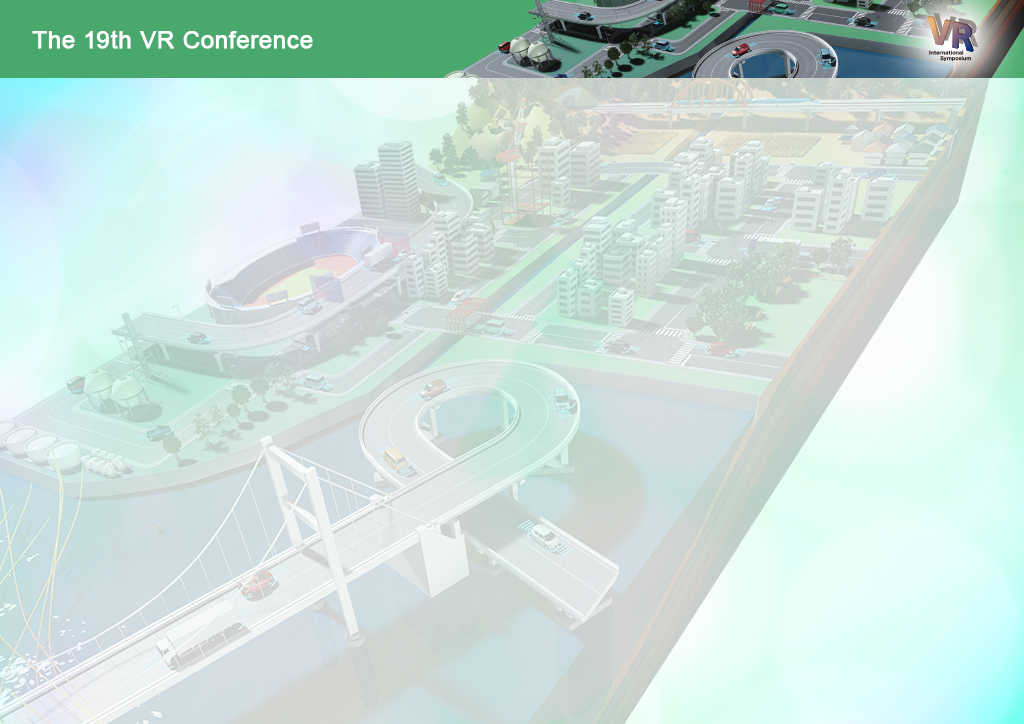 The 19th VR Conference
VR
International
Symposium